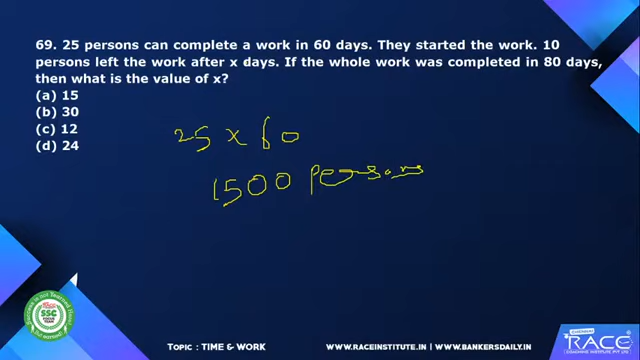 69. 25 persons can complete a work in 60 days. They started the work. 10
persons left the work after x days. If the whole work was completed in 80 days,
then what is the value of x?
(a) 15
(b) 30
(c) 12
(d) 24
25 x 60
1500 persons
SSC
TOPIC : TIME & WORK
WWW.RACEINSTITUTE.IN | WWW.BANKERSDAILY.IN
RACE